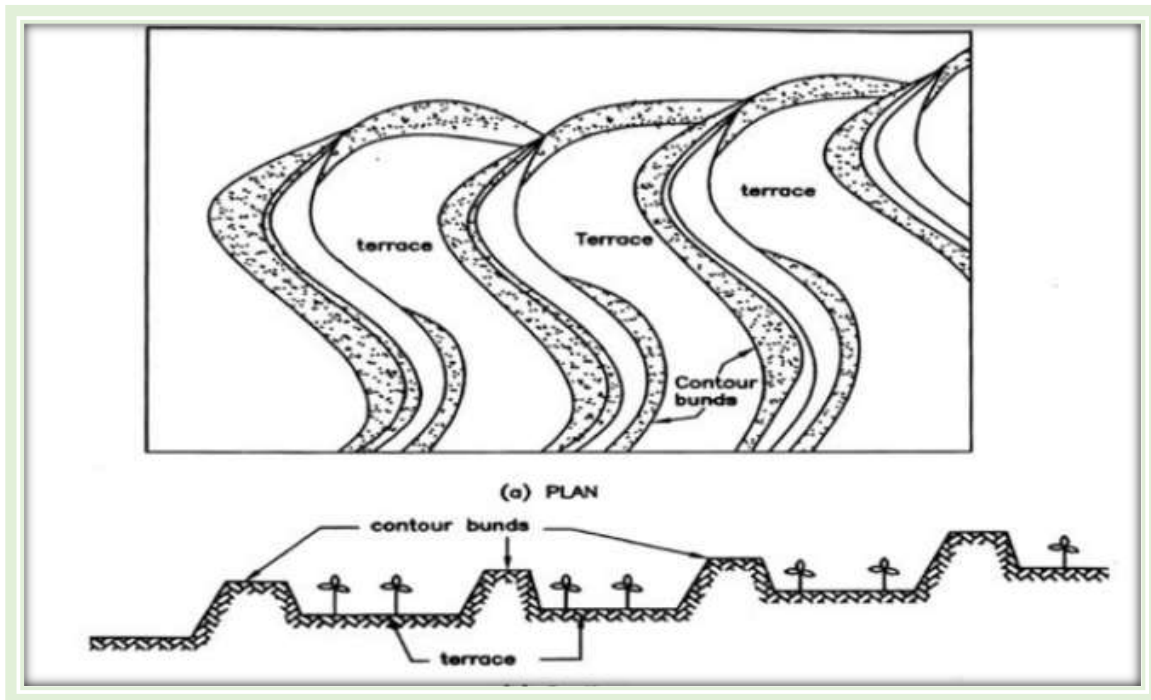 terrace
Terrace
terrace
Contour
bunds
(a) PLAN
contour bunds
terrace